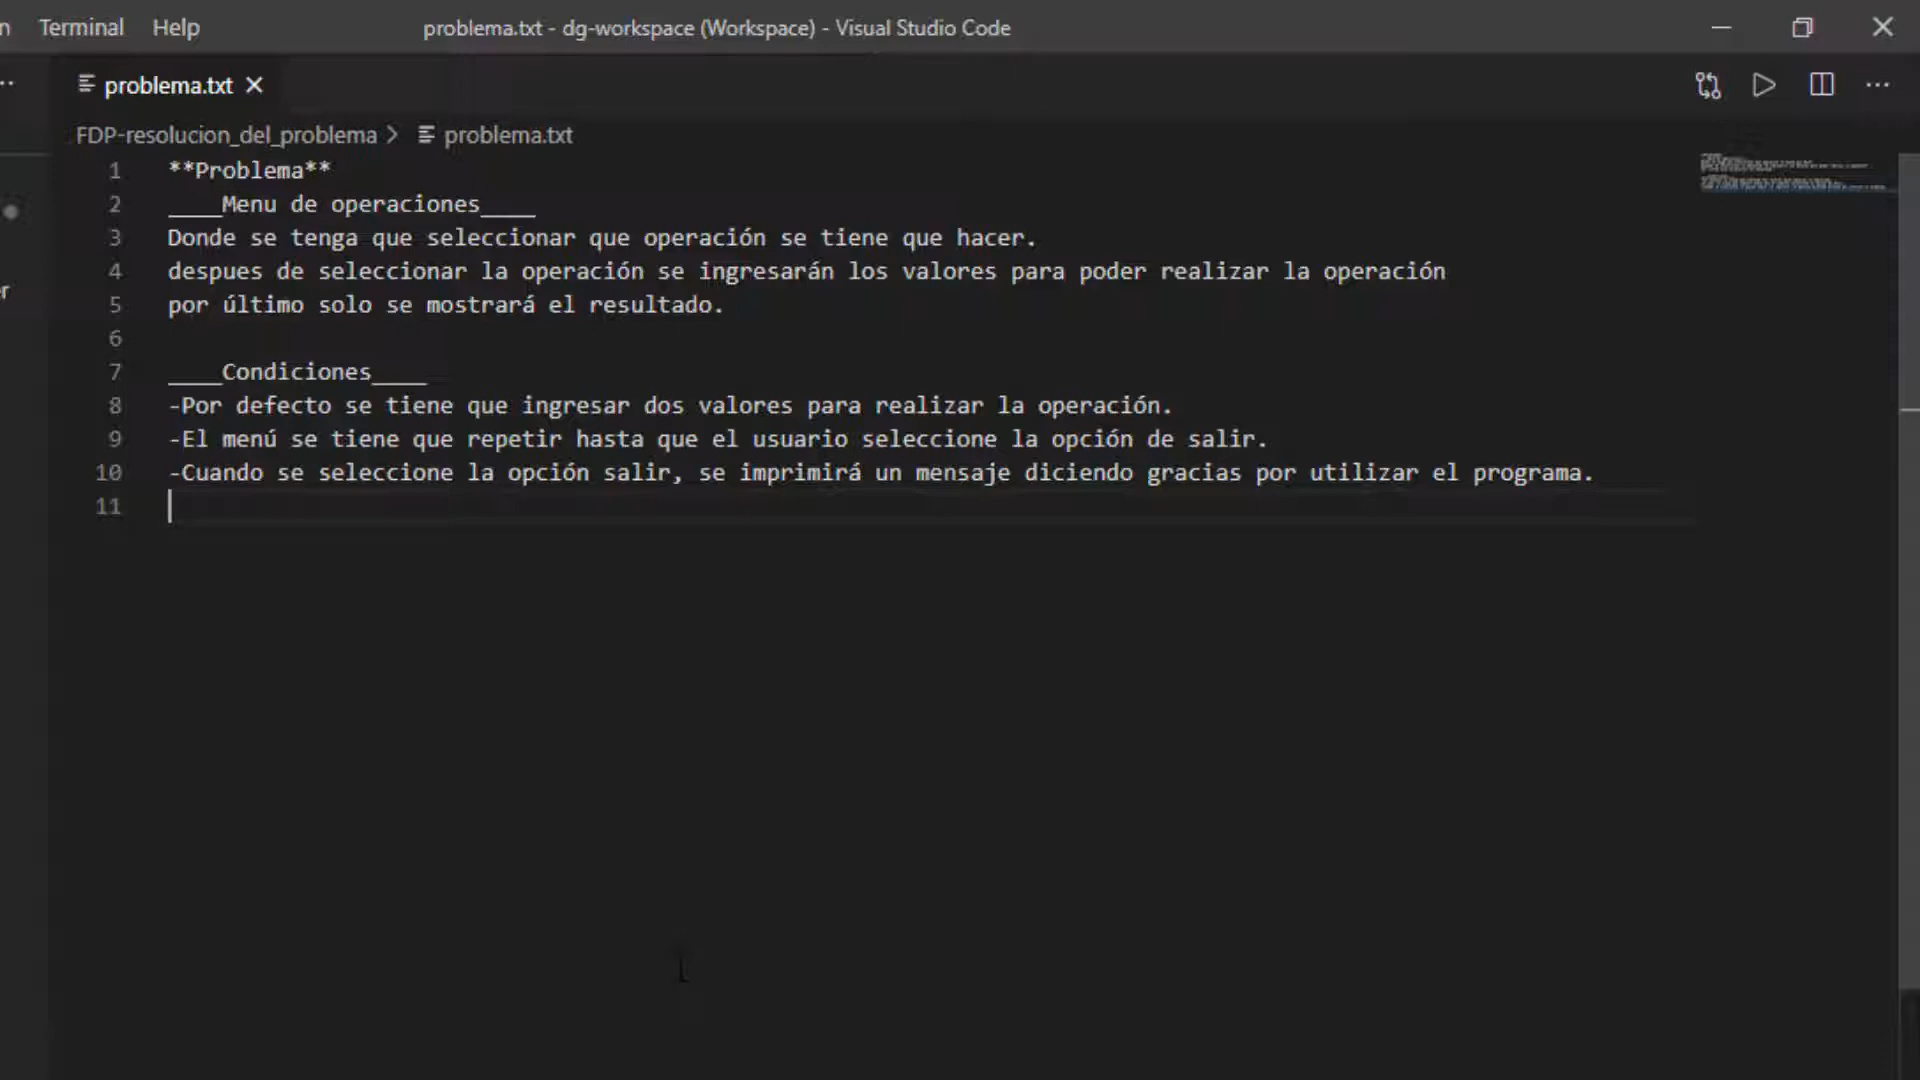 Terminal Help problema.txt - dg-workspace (Workspace) - Visual Studio Code
problema.txt
FDP-resolucion_del_problema > problema.txt
1 **Problema**
2 ____Menu de operaciones____
3 Donde se tenga que seleccionar que operación se tiene que hacer.
4 despues de seleccionar la operación se ingresarán los valores para poder realizar la operación
5 por último solo se mostrará el resultado.
6
7 ____Condiciones____
8 -Por defecto se tiene que ingresar dos valores para realizar la operación.
9 -El menú se tiene que repetir hasta que el usuario seleccione la opción de salir.
10 -Cuando se seleccione la opción salir, se imprimirá un mensaje diciendo gracias por utilizar el programa.
11